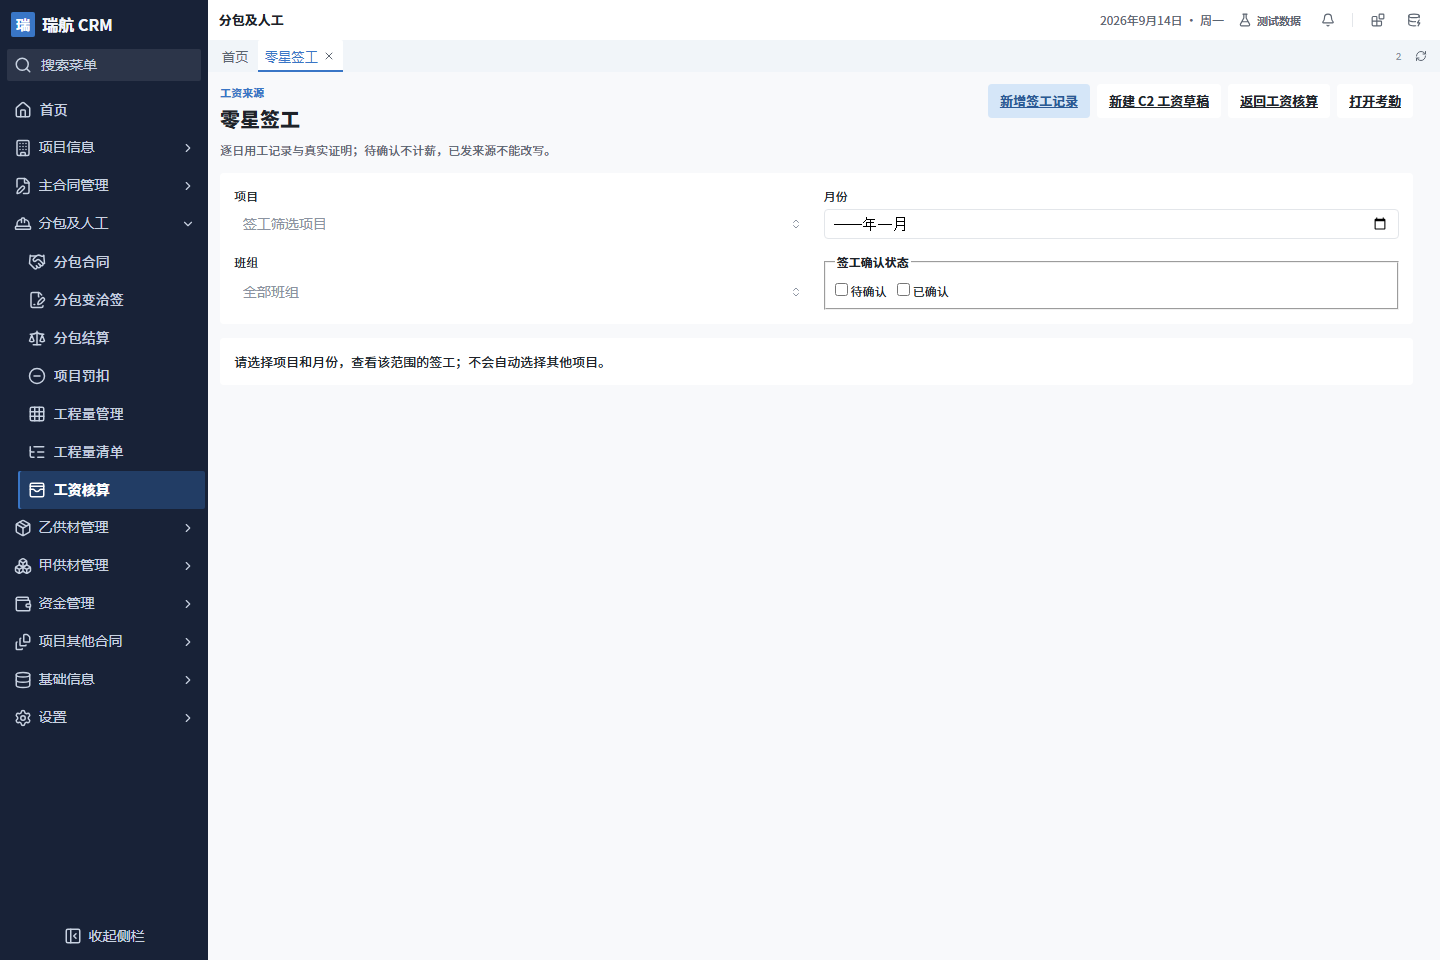 瑞 瑞航 CRM
搜索菜单
首页
项目信息
主合同管理
分包及人工
分包合同
分包变洽签
分包结算
项目罚扣
工程量管理
工程量清单
工资核算
乙供材管理
甲供材管理
资金管理
项目其他合同
基础信息
设置
收起侧栏
分包及人工
2026年9月14日 · 周一 测试数据
首页 零星签工 ×
2
工资来源
零星签工
逐日用工记录与真实证明；待确认不计薪，已发来源不能改写。
新增签工记录 新建 C2 工资草稿 返回工资核算 打开考勤
项目
签工筛选项目
月份
----年--月
班组
全部班组
签工确认状态
待确认 已确认
请选择项目和月份，查看该范围的签工；不会自动选择其他项目。